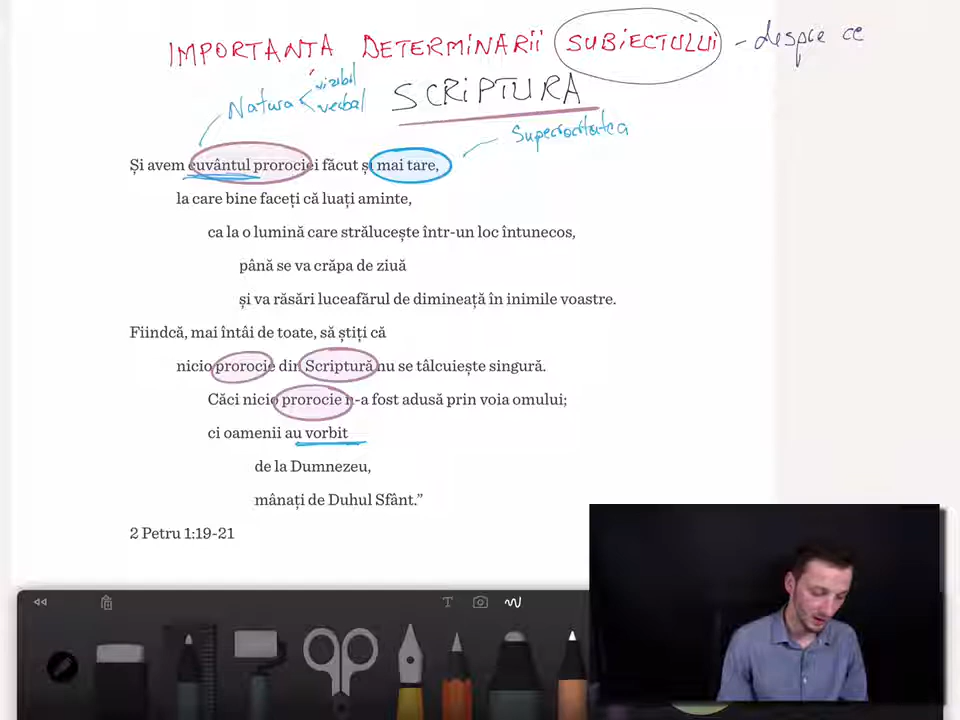 IMPORTANTA DETERMINARII SUBIECTULUI - despre ce
vizibil
Natura < verbal
SCRIPTURA
Superioritatea
Și avem cuvântul prorociei făcut și mai tare,
la care bine faceți că luați aminte,
ca la o lumină care strălucește într-un loc întunecos,
până se va crăpa de ziuă
și va răsări luceafărul de dimineață în inimile voastre.
Fiindcă, mai întâi de toate, să știți că
nicio prorocie din Scriptură nu se tâlcuiește singură.
Căci nicio prorocie n-a fost adusă prin voia omului;
ci oamenii au vorbit
de la Dumnezeu,
mânați de Duhul Sfânt.”
2 Petru 1:19-21
T